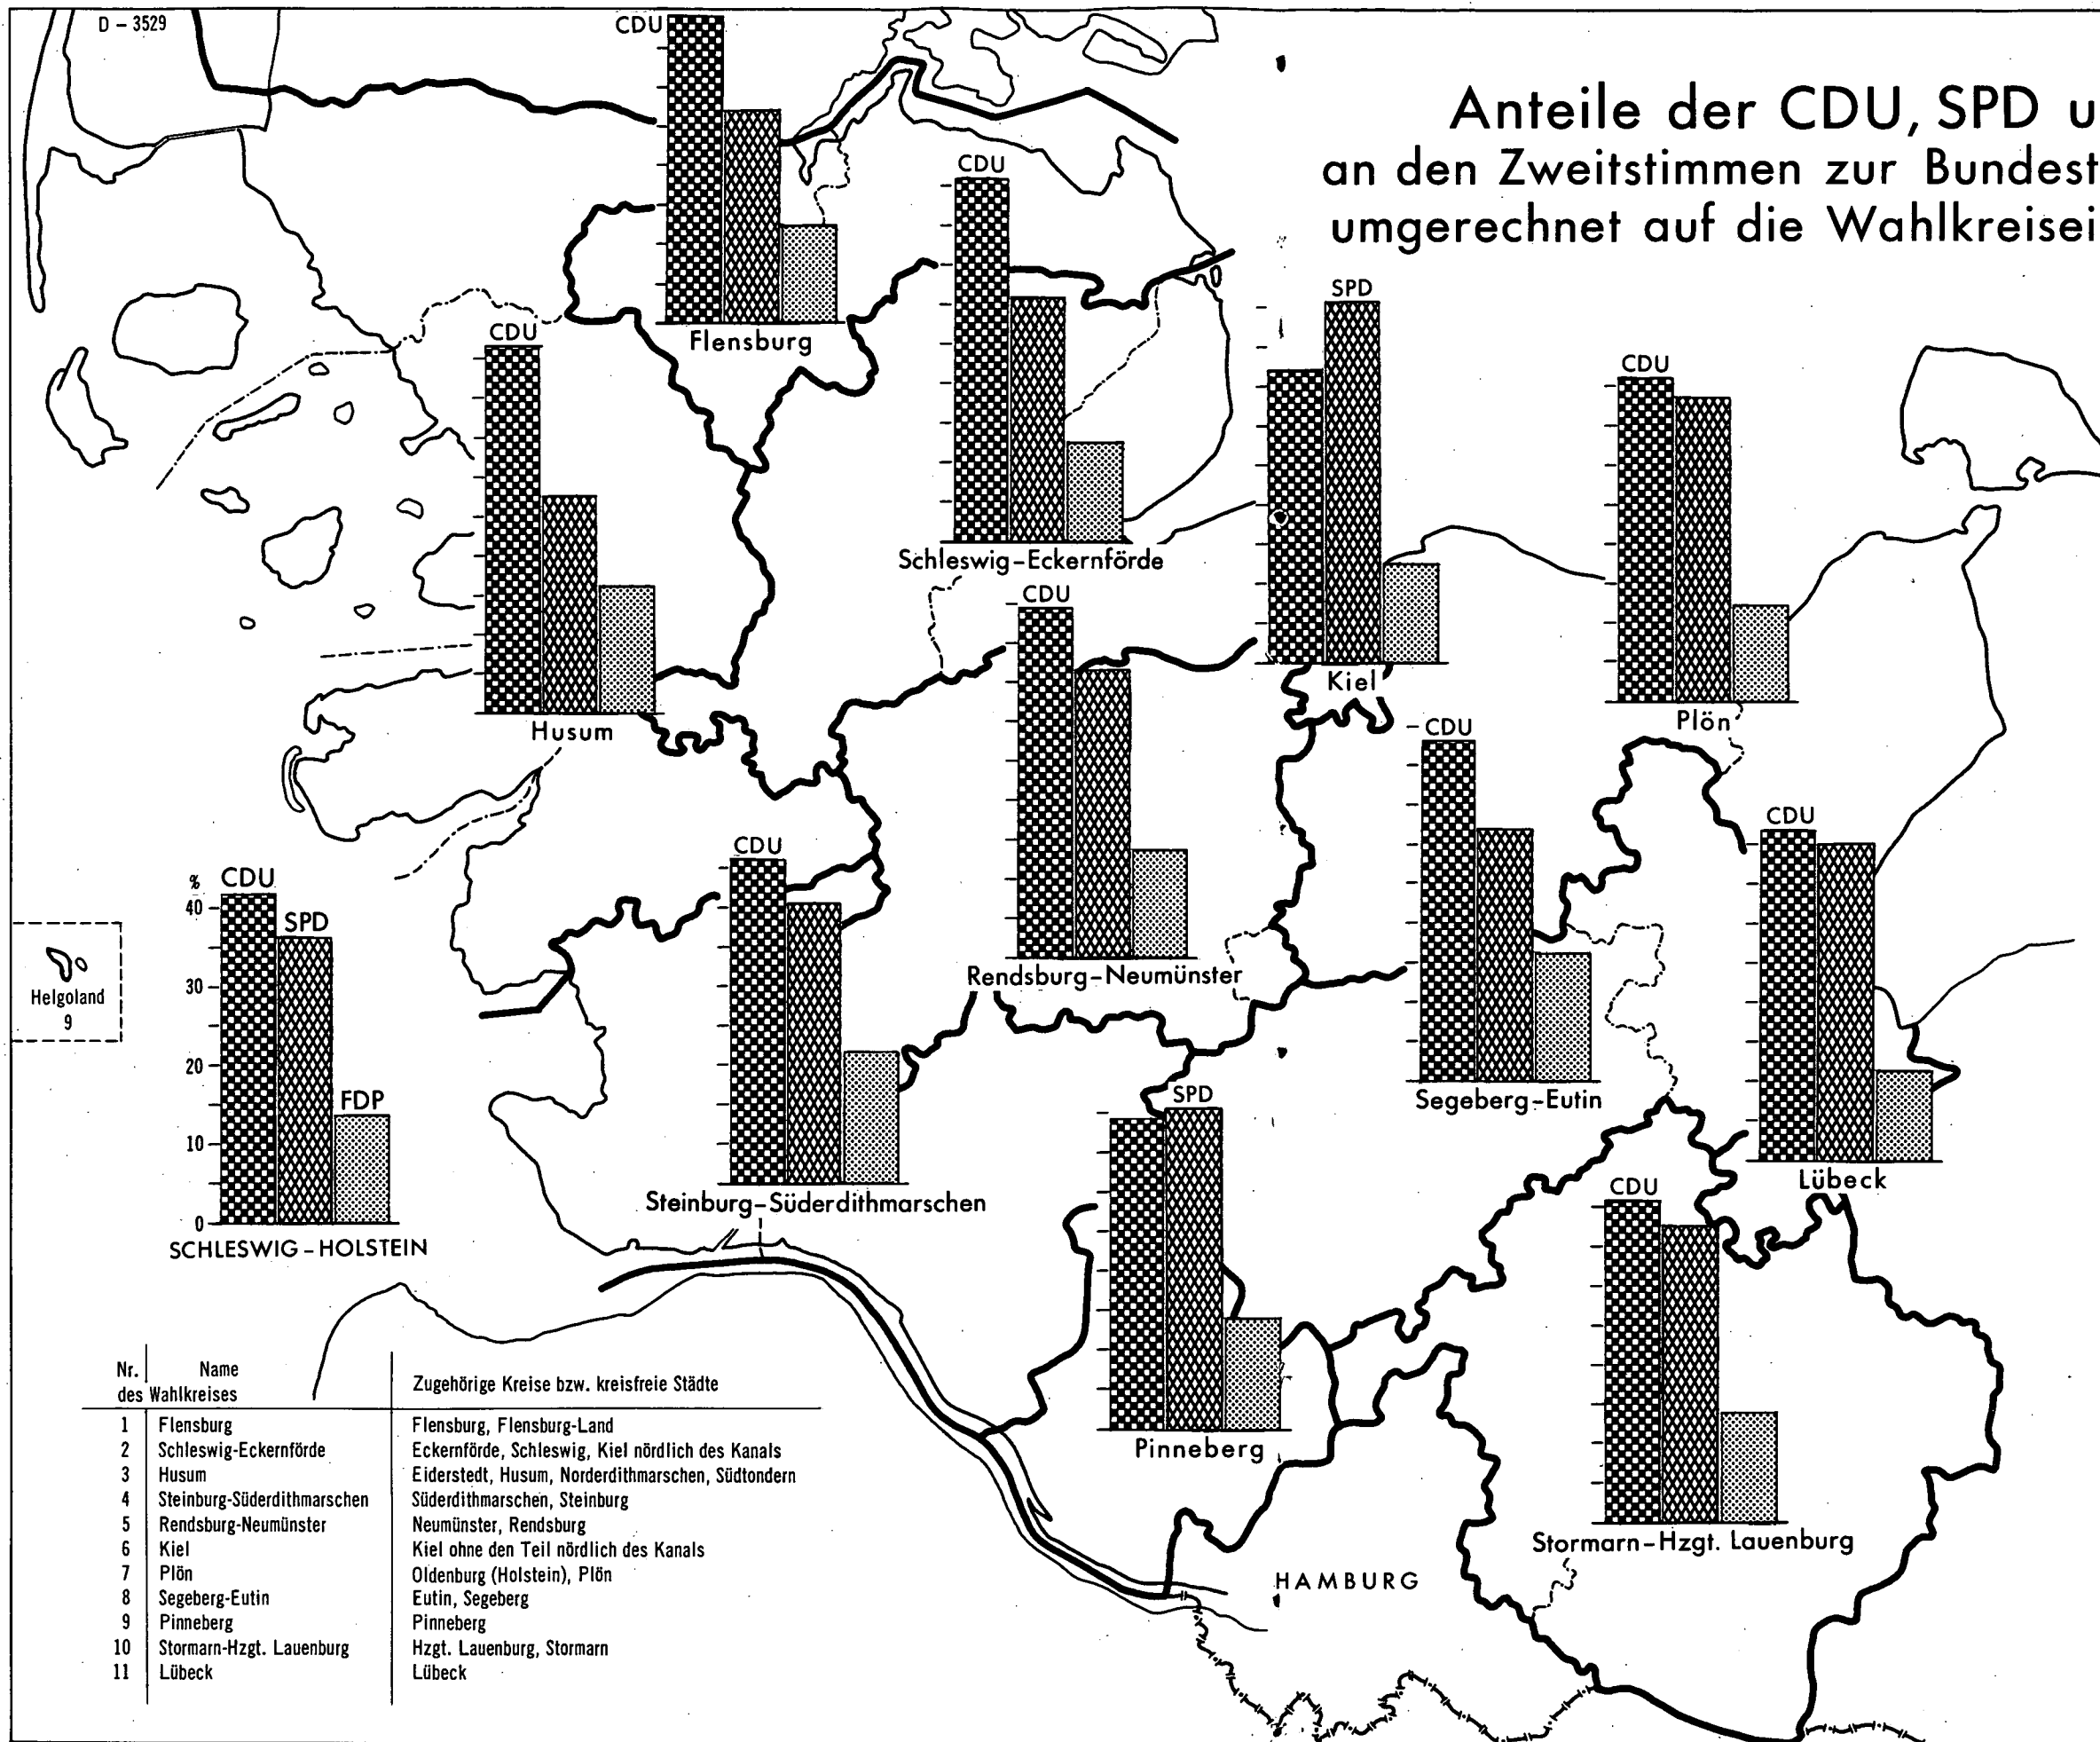 D – 3529
Anteile der CDU, SPD u
an den Zweitstimmen zur Bundest
umgerechnet auf die Wahlkreisei
CDU
Flensburg
CDU
Schleswig–Eckernförde
CDU
Husum
SPD
Kiel
CDU
Plön
CDU
Rendsburg–Neumünster
CDU
Segeberg–Eutin
CDU
Lübeck
CDU
Steinburg–Süderdithmarschen
SPD
Pinneberg
CDU
Stormarn–Hzgt. Lauenburg
HAMBURG
Helgoland
9
%
40
30
20
10
0
CDU
SPD
FDP
SCHLESWIG – HOLSTEIN
Nr. Name
des Wahlkreises
Zugehörige Kreise bzw. kreisfreie Städte
1 Flensburg Flensburg, Flensburg-Land
2 Schleswig-Eckernförde Eckernförde, Schleswig, Kiel nördlich des Kanals
3 Husum Eiderstedt, Husum, Norderdithmarschen, Südtondern
4 Steinburg-Süderdithmarschen Süderdithmarschen, Steinburg
5 Rendsburg-Neumünster Neumünster, Rendsburg
6 Kiel Kiel ohne den Teil nördlich des Kanals
7 Plön Oldenburg (Holstein), Plön
8 Segeberg-Eutin Eutin, Segeberg
9 Pinneberg Pinneberg
10 Stormarn-Hzgt. Lauenburg Hzgt. Lauenburg, Stormarn
11 Lübeck Lübeck